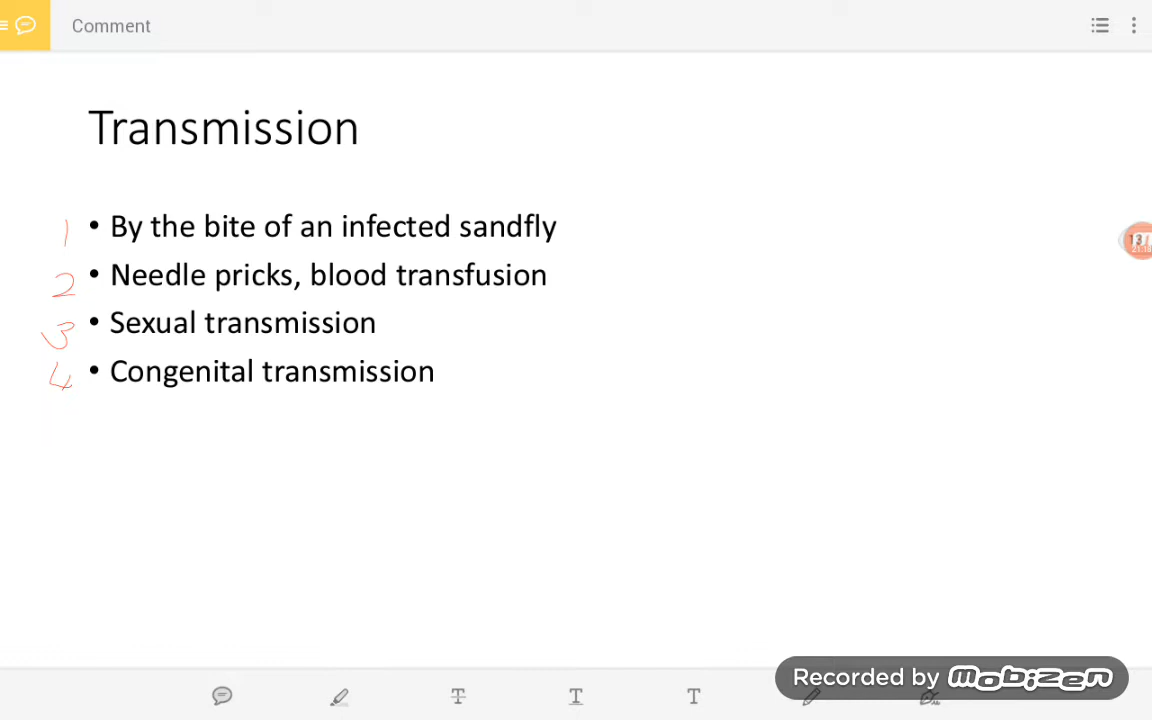 Comment
Transmission
1 • By the bite of an infected sandfly
2 • Needle pricks, blood transfusion
3 • Sexual transmission
4 • Congenital transmission
Recorded by mobizen